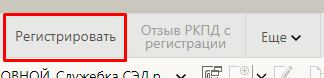 Регистрировать
Отзыв РКПД с
регистрации
Еще
ОВНОЙ, Служебка СЭД